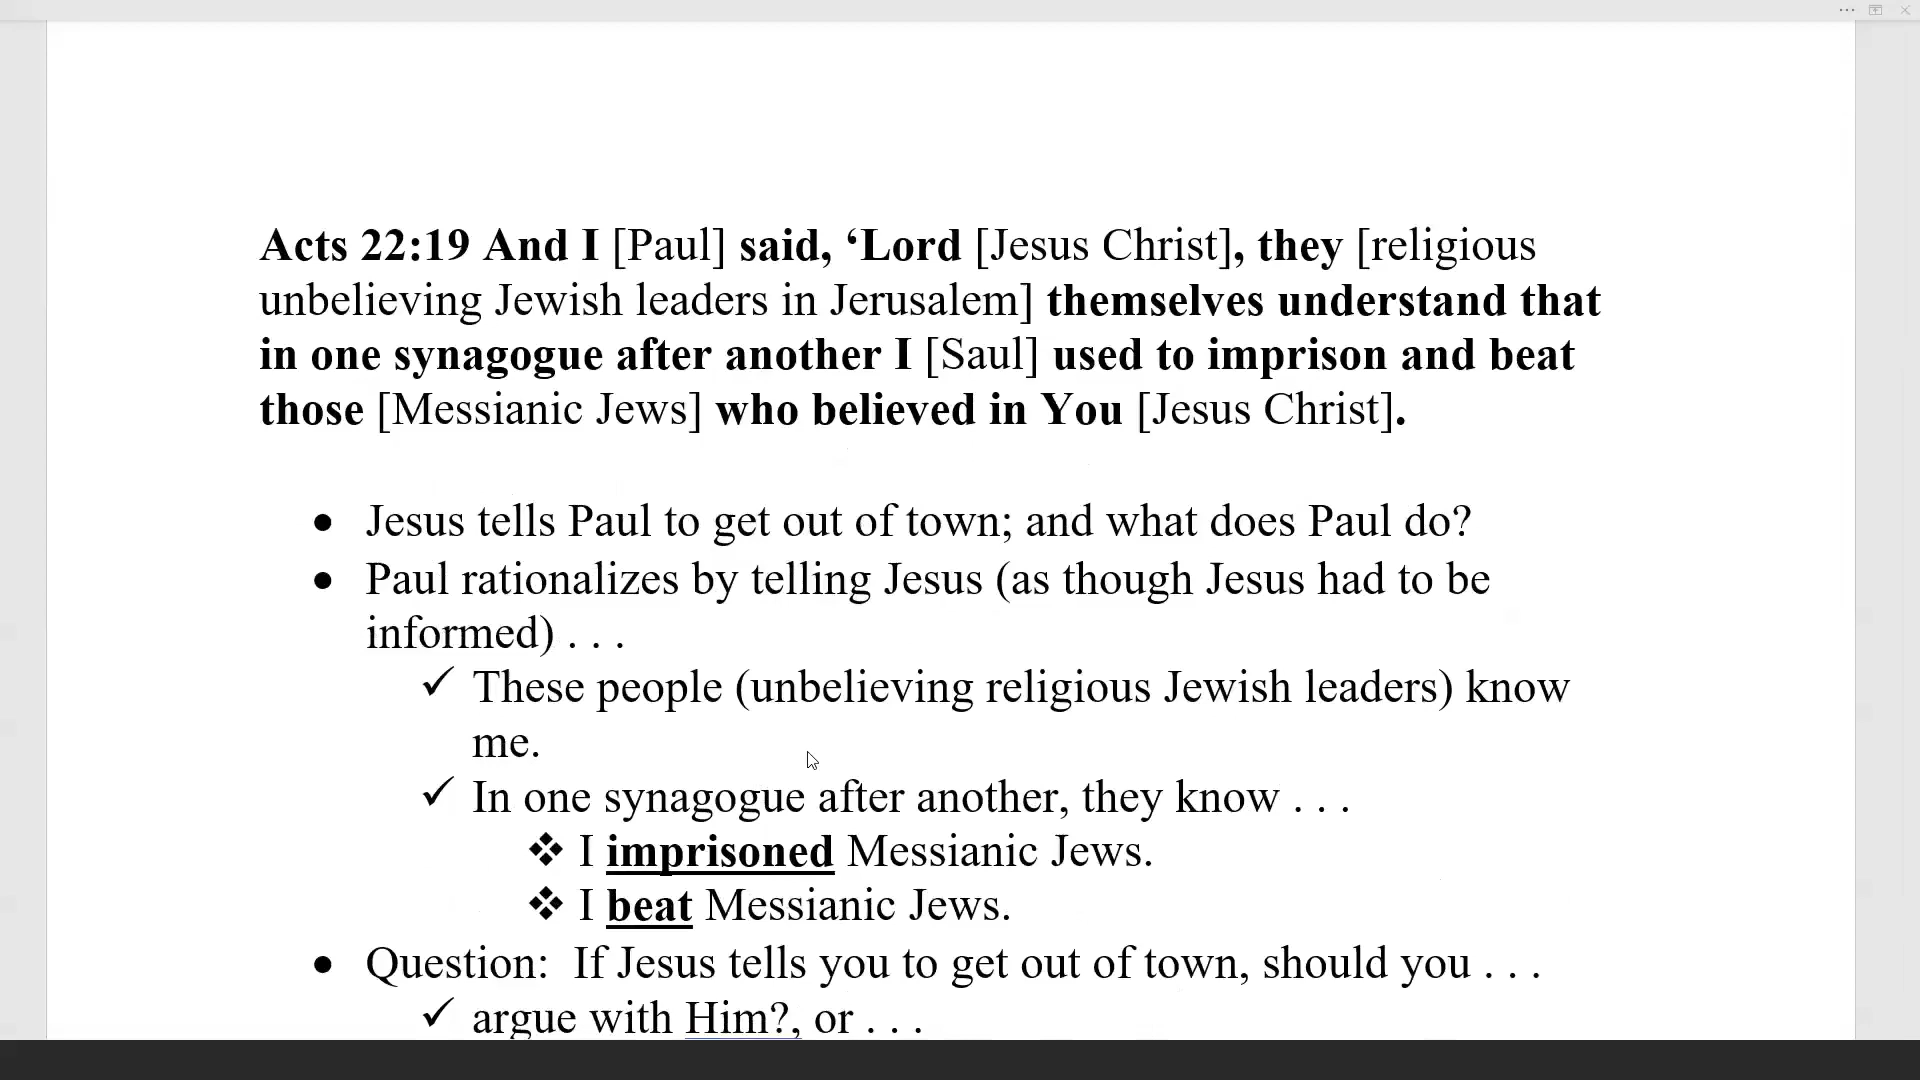 Acts 22:19 And I [Paul] said, ‘Lord [Jesus Christ], they [religious
unbelieving Jewish leaders in Jerusalem] themselves understand that
in one synagogue after another I [Saul] used to imprison and beat
those [Messianic Jews] who believed in You [Jesus Christ].
• Jesus tells Paul to get out of town; and what does Paul do?
• Paul rationalizes by telling Jesus (as though Jesus had to be
informed) . . .
✓ These people (unbelieving religious Jewish leaders) know
me.
✓ In one synagogue after another, they know . . .
❖ I imprisoned Messianic Jews.
❖ I beat Messianic Jews.
• Question:  If Jesus tells you to get out of town, should you . . .
✓ argue with Him?, or . . .